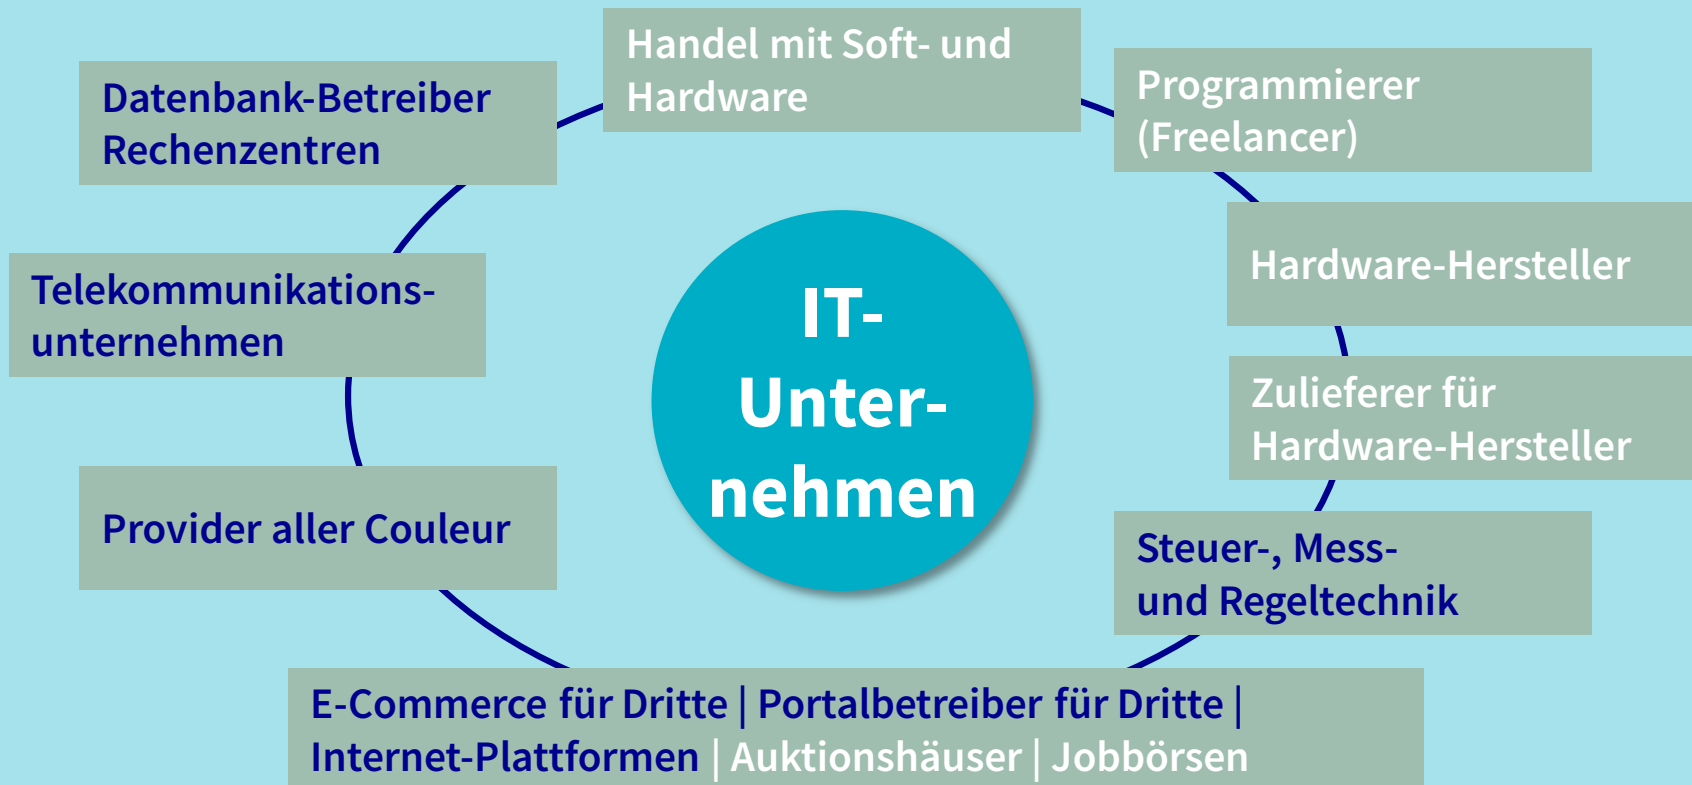 Handel mit Soft- und
Hardware
Programmierer
(Freelancer)
Datenbank-Betreiber
Rechenzentren
Hardware-Hersteller
Telekommunikations-
unternehmen
IT-
Unter-
nehmen
Zulieferer für
Hardware-Hersteller
Provider aller Couleur
Steuer-, Mess-
und Regeltechnik
E-Commerce für Dritte | Portalbetreiber für Dritte |
Internet-Plattformen | Auktionshäuser | Jobbörsen